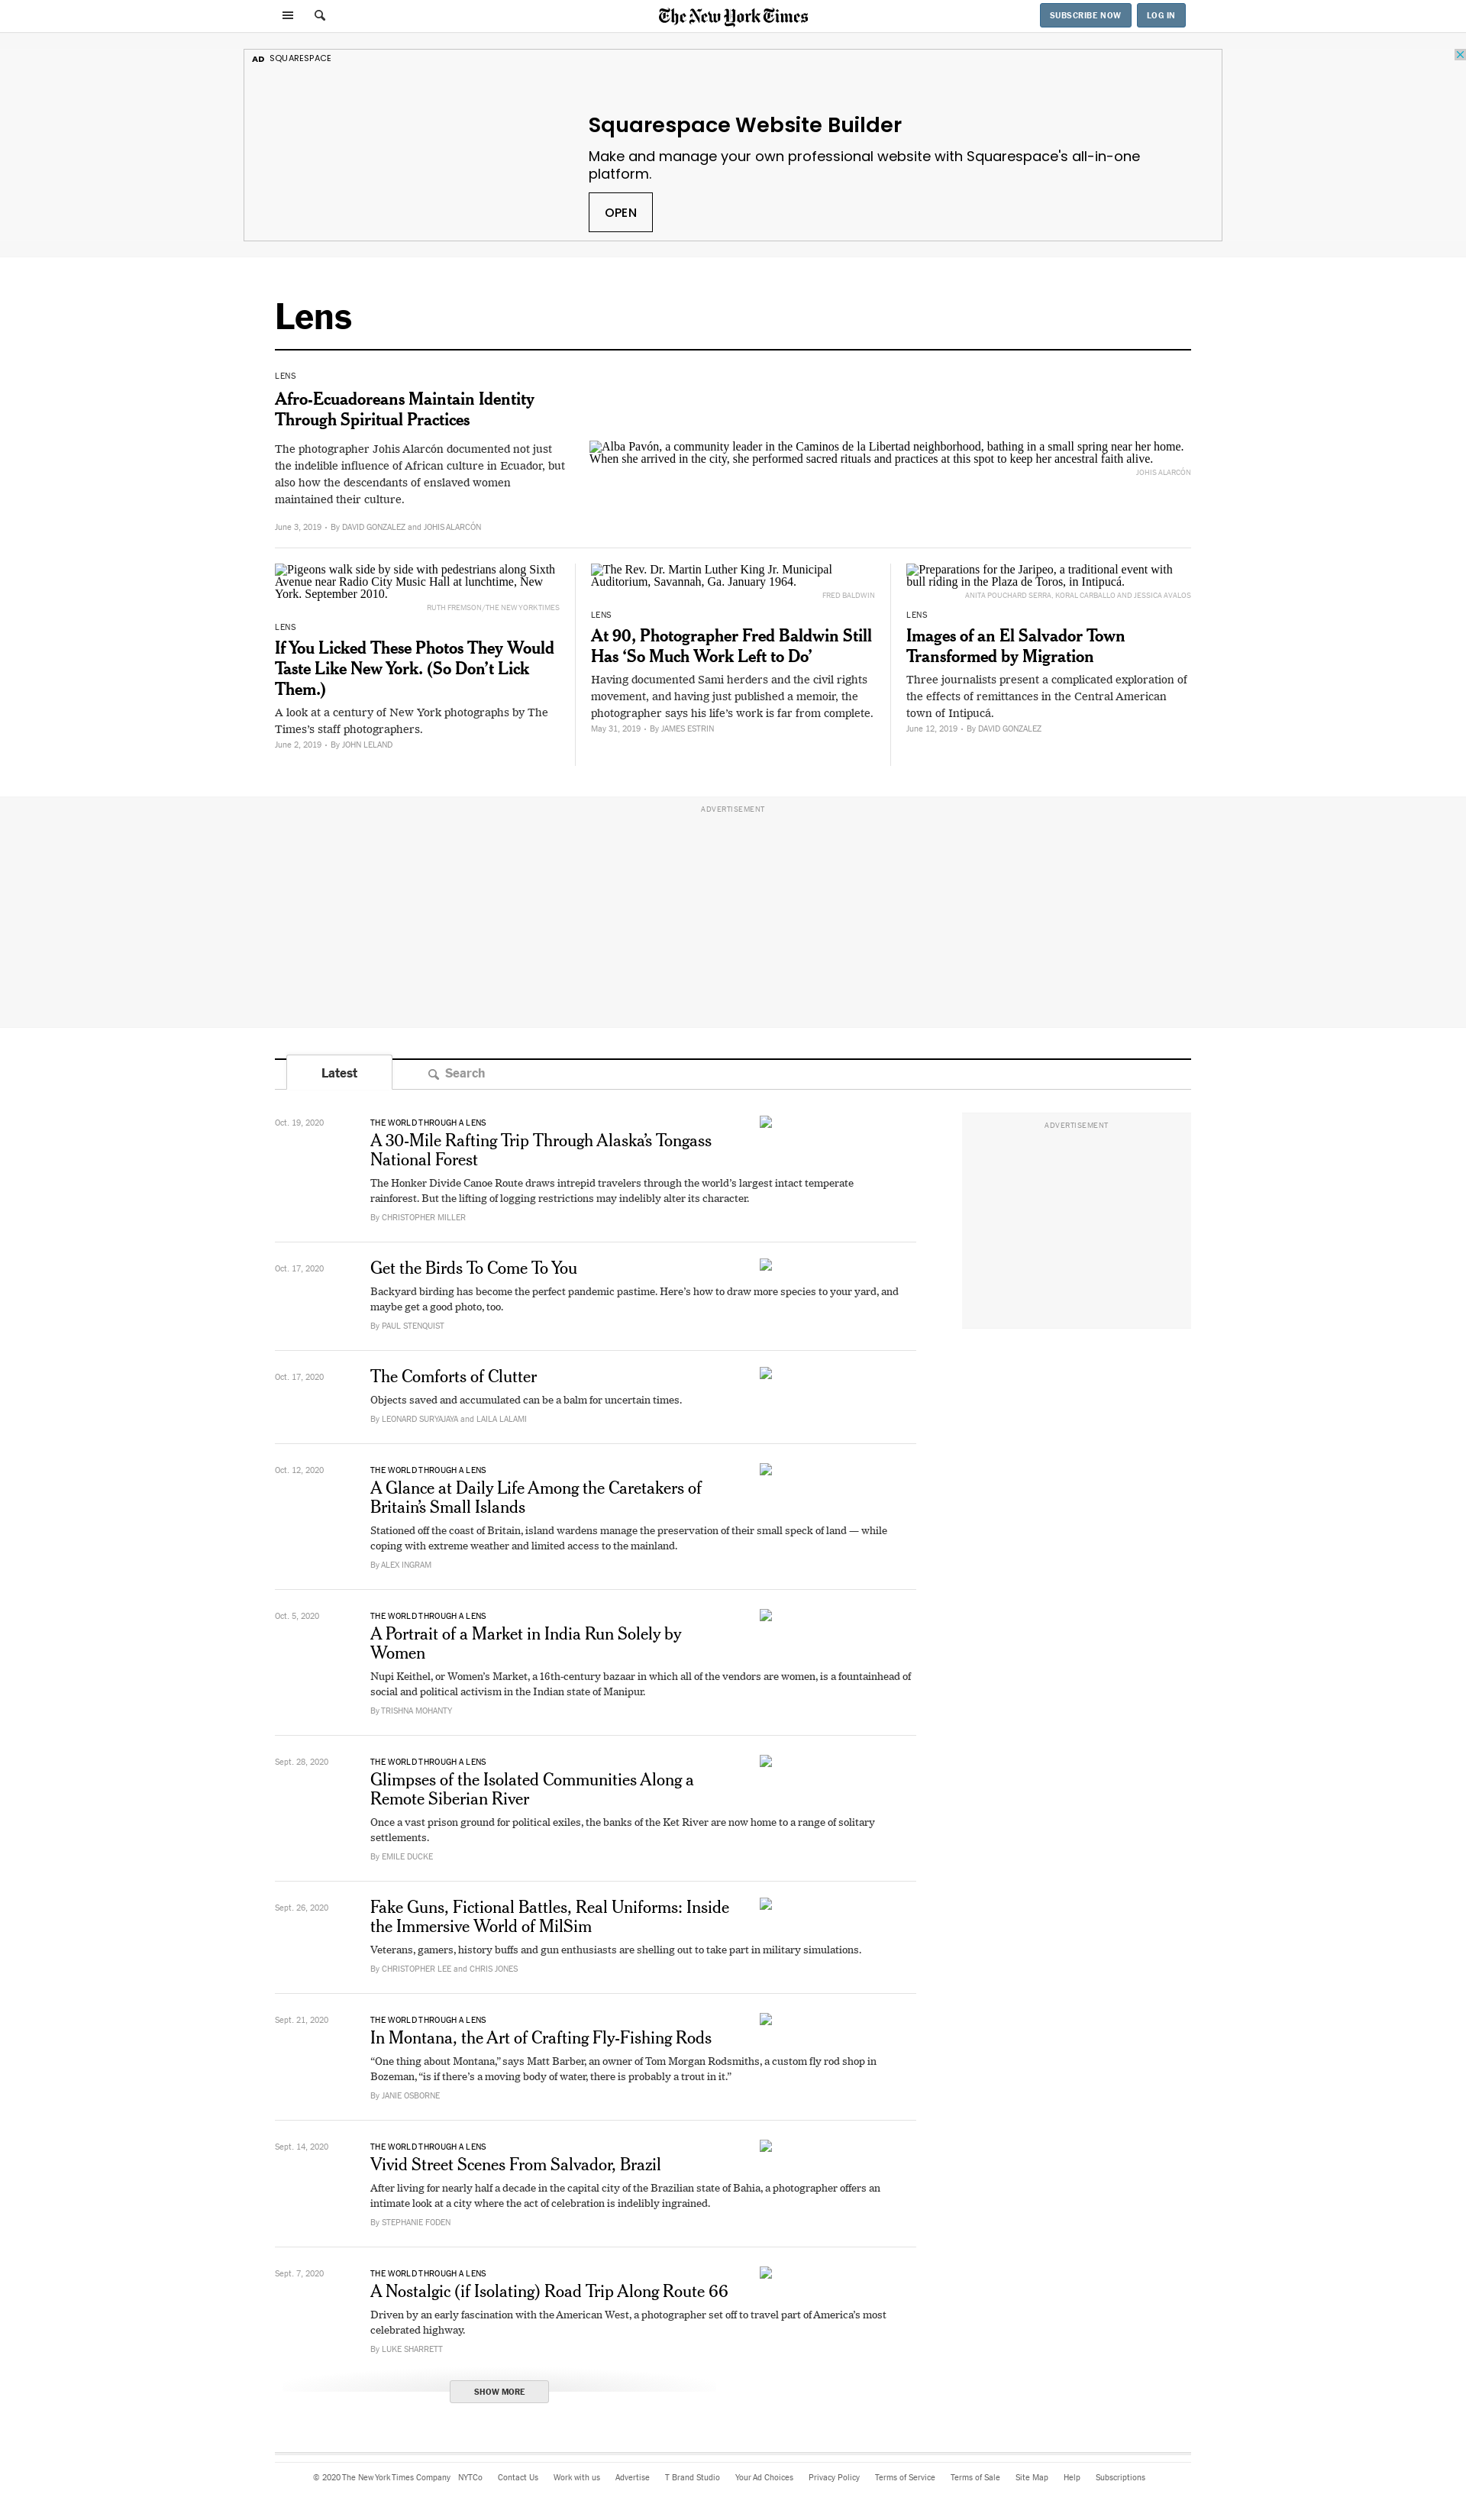 The New York Times
SUBSCRIBE NOW
LOG IN
AD SQUARESPACE
Squarespace Website Builder
Make and manage your own professional website with Squarespace's all-in-one
platform.
OPEN
Lens
LENS
Afro-Ecuadoreans Maintain Identity
Through Spiritual Practices
The photographer Johis Alarcón documented not just
the indelible influence of African culture in Ecuador, but
also how the descendants of enslaved women
maintained their culture.
June 3, 2019 • By DAVID GONZALEZ and JOHIS ALARCÓN
Alba Pavón, a community leader in the Caminos de la Libertad neighborhood, bathing in a small spring near her home.
When she arrived in the city, she performed sacred rituals and practices at this spot to keep her ancestral faith alive.
JOHIS ALARCÓN
Pigeons walk side by side with pedestrians along Sixth
Avenue near Radio City Music Hall at lunchtime, New
York. September 2010.
RUTH FREMSON/THE NEW YORK TIMES
LENS
If You Licked These Photos They Would
Taste Like New York. (So Don’t Lick
Them.)
A look at a century of New York photographs by The
Times’s staff photographers.
June 2, 2019 • By JOHN LELAND
The Rev. Dr. Martin Luther King Jr. Municipal
Auditorium, Savannah, Ga. January 1964.
FRED BALDWIN
LENS
At 90, Photographer Fred Baldwin Still
Has ‘So Much Work Left to Do’
Having documented Sami herders and the civil rights
movement, and having just published a memoir, the
photographer says his life’s work is far from complete.
May 31, 2019 • By JAMES ESTRIN
Preparations for the Jaripeo, a traditional event with
bull riding in the Plaza de Toros, in Intipucá.
ANITA POUCHARD SERRA, KORAL CARBALLO AND JESSICA AVALOS
LENS
Images of an El Salvador Town
Transformed by Migration
Three journalists present a complicated exploration of
the effects of remittances in the Central American
town of Intipucá.
June 12, 2019 • By DAVID GONZALEZ
ADVERTISEMENT
Latest
Search
ADVERTISEMENT
Oct. 19, 2020
THE WORLD THROUGH A LENS
A 30-Mile Rafting Trip Through Alaska’s Tongass
National Forest
The Honker Divide Canoe Route draws intrepid travelers through the world’s largest intact temperate
rainforest. But the lifting of logging restrictions may indelibly alter its character.
By CHRISTOPHER MILLER
Oct. 17, 2020
Get the Birds To Come To You
Backyard birding has become the perfect pandemic pastime. Here’s how to draw more species to your yard, and
maybe get a good photo, too.
By PAUL STENQUIST
Oct. 17, 2020
The Comforts of Clutter
Objects saved and accumulated can be a balm for uncertain times.
By LEONARD SURYAJAYA and LAILA LALAMI
Oct. 12, 2020
THE WORLD THROUGH A LENS
A Glance at Daily Life Among the Caretakers of
Britain’s Small Islands
Stationed off the coast of Britain, island wardens manage the preservation of their small speck of land — while
coping with extreme weather and limited access to the mainland.
By ALEX INGRAM
Oct. 5, 2020
THE WORLD THROUGH A LENS
A Portrait of a Market in India Run Solely by
Women
Nupi Keithel, or Women’s Market, a 16th-century bazaar in which all of the vendors are women, is a fountainhead of
social and political activism in the Indian state of Manipur.
By TRISHNA MOHANTY
Sept. 28, 2020
THE WORLD THROUGH A LENS
Glimpses of the Isolated Communities Along a
Remote Siberian River
Once a vast prison ground for political exiles, the banks of the Ket River are now home to a range of solitary
settlements.
By EMILE DUCKE
Sept. 26, 2020
Fake Guns, Fictional Battles, Real Uniforms: Inside
the Immersive World of MilSim
Veterans, gamers, history buffs and gun enthusiasts are shelling out to take part in military simulations.
By CHRISTOPHER LEE and CHRIS JONES
Sept. 21, 2020
THE WORLD THROUGH A LENS
In Montana, the Art of Crafting Fly-Fishing Rods
“One thing about Montana,” says Matt Barber, an owner of Tom Morgan Rodsmiths, a custom fly rod shop in
Bozeman, “is if there’s a moving body of water, there is probably a trout in it.”
By JANIE OSBORNE
Sept. 14, 2020
THE WORLD THROUGH A LENS
Vivid Street Scenes From Salvador, Brazil
After living for nearly half a decade in the capital city of the Brazilian state of Bahia, a photographer offers an
intimate look at a city where the act of celebration is indelibly ingrained.
By STEPHANIE FODEN
Sept. 7, 2020
THE WORLD THROUGH A LENS
A Nostalgic (if Isolating) Road Trip Along Route 66
Driven by an early fascination with the American West, a photographer set off to travel part of America’s most
celebrated highway.
By LUKE SHARRETT
SHOW MORE
© 2020 The New York Times Company NYTCo Contact Us Work with us Advertise T Brand Studio Your Ad Choices Privacy Policy Terms of Service Terms of Sale Site Map Help Subscriptions